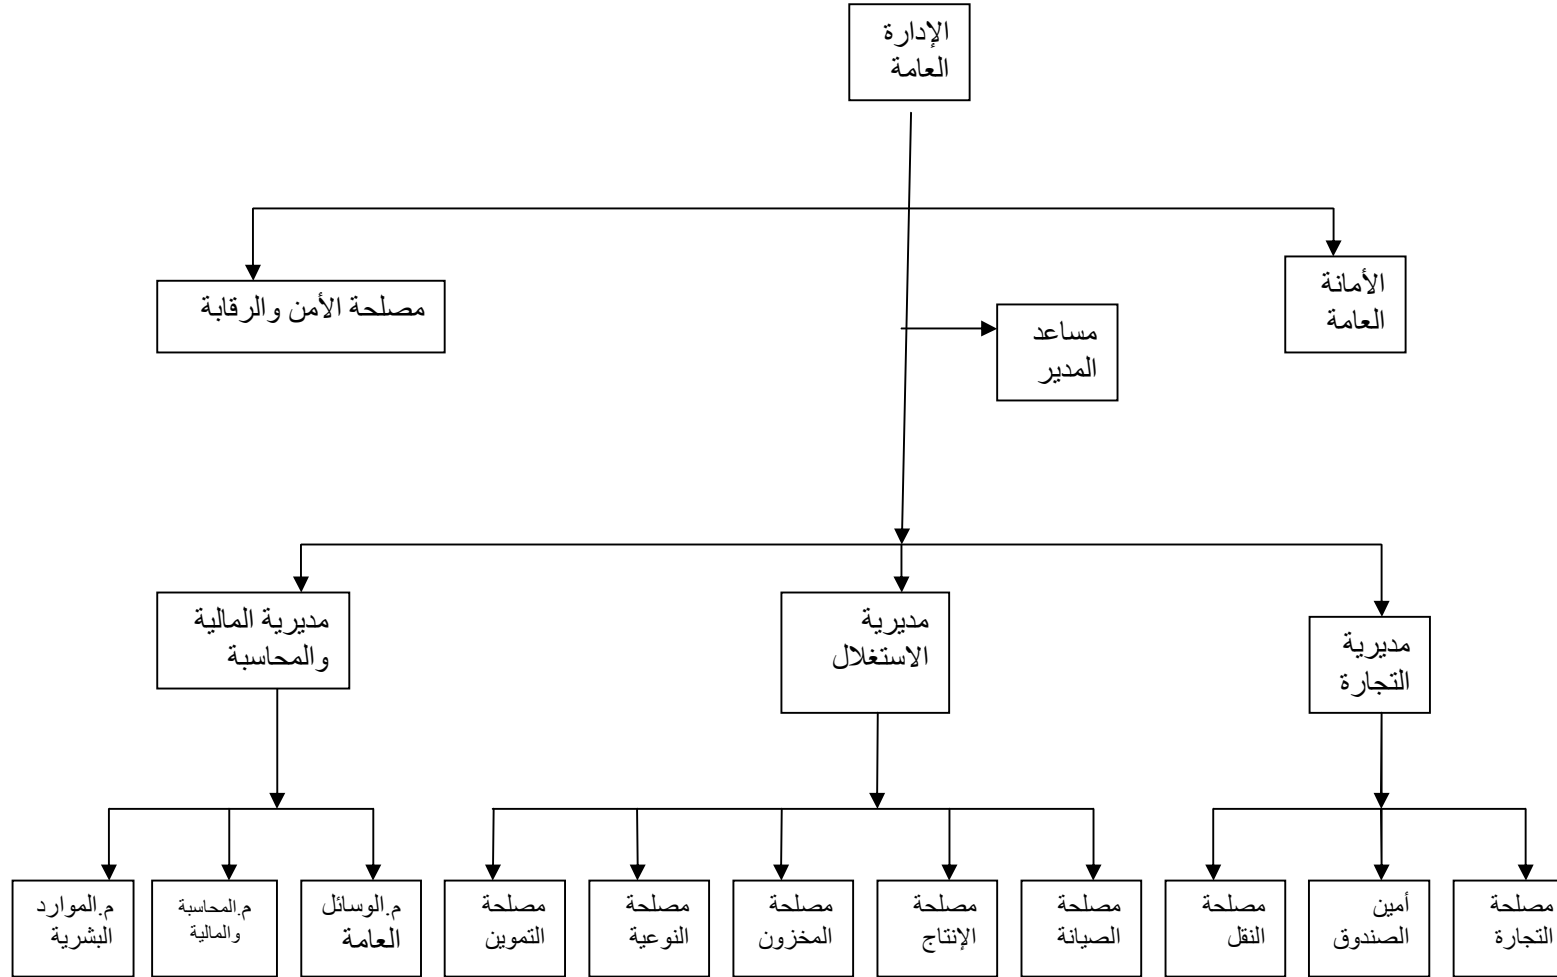 الإدارة
العامة
الأمانة
العامة
مصلحة الأمن والرقابة
مساعد
المدير
مديرية
التجارة
مديرية
الاستغلال
مديرية المالية
والمحاسبة
مصلحة
التجارة
أمين
الصندوق
مصلحة
النقل
مصلحة
الصيانة
مصلحة
الإنتاج
مصلحة
المخزون
مصلحة
النوعية
مصلحة
التموين
م.الوسائل
العامة
م.المحاسبة
والمالية
م.الموارد
البشرية